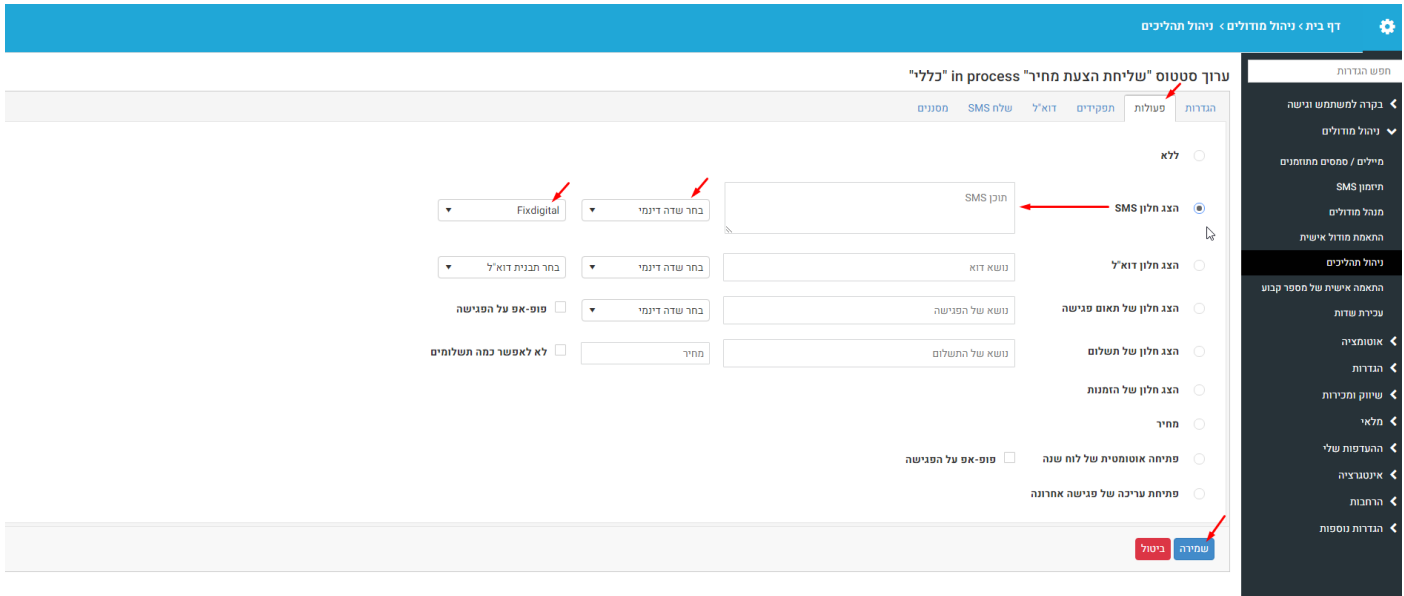 דף בית > ניהול מודולים > ניהול תהליכים
חפש הגדרות
בקרה למשתמש וגישה
ניהול מודולים
מיילים / סמסים מתוזמנים
תיזמון SMS
מנהל מודולים
התאמת מודול אישית
ניהול תהליכים
התאמה אישית של מספר קבוע
עכירת שדות
אוטומציה
הגדרות
שיווק ומכירות
מלאי
ההעדפות שלי
אינטגרציה
הרחבות
הגדרות נוספות
ערוך סטטוס "שליחת הצעת מחיר" in process "כללי"
הגדרות פעולות תפקידים דוא"ל שלח SMS מסננים
ללא
הצג חלון SMS תוכן SMS בחר שדה דינמי Fixdigital
הצג חלון דוא"ל נושא דוא בחר שדה דינמי בחר תבנית דוא"ל
הצג חלון של תאום פגישה נושא של הפגישה בחר שדה דינמי פופ-אפ על הפגישה
הצג חלון של תשלום נושא של התשלום מחיר לא לאפשר כמה תשלומים
הצג חלון של הזמנות
מחיר
פתיחה אוטומטית של לוח שנה פופ-אפ על הפגישה
פתיחת עריכה של פגישה אחרונה
שמירה ביטול